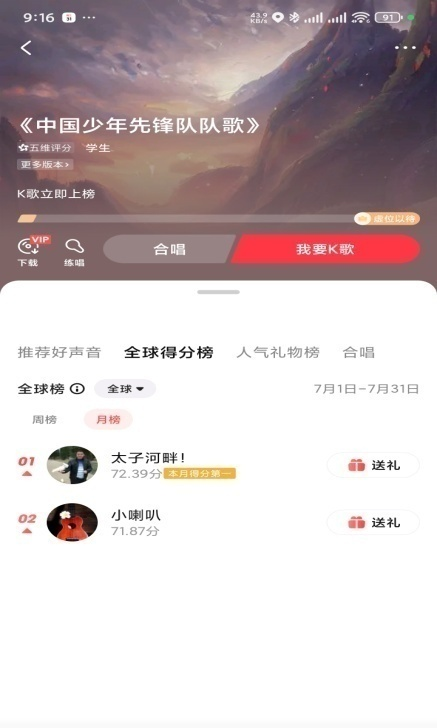 9:16 31 ··· 43.9 KB/s 91
《中国少年先锋队队歌》
五维评分 学生
更多版本>
K歌立即上榜
虚位以待
VIP
下载 练唱 合唱 我要K歌
推荐好声音 全球得分榜 人气礼物榜 合唱
全球榜 全球 7月1日-7月31日
周榜 月榜
01 太子河畔! 送礼
72.39分 本月得分第一
02 小喇叭 送礼
71.87分